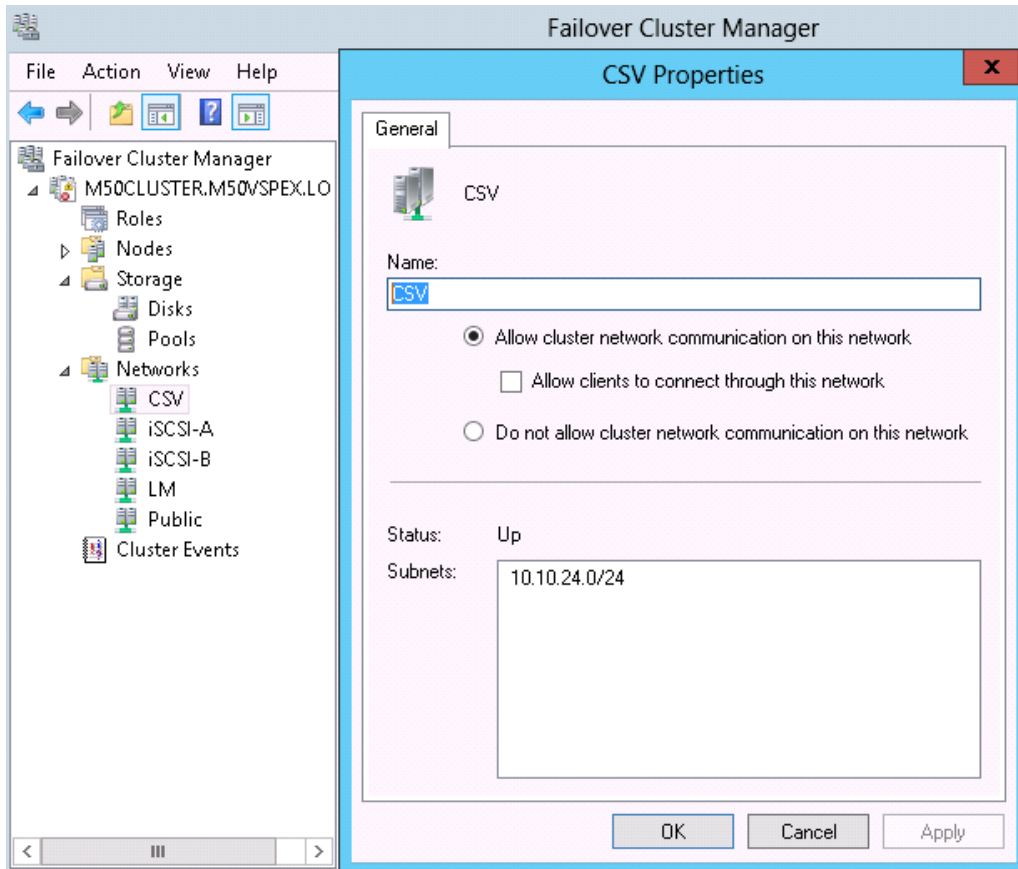 Failover Cluster Manager
File Action View Help
Failover Cluster Manager
M50CLUSTER.M50VSPEX.LO
Roles
Nodes
Storage
Disks
Pools
Networks
CSV
iSCSI-A
iSCSI-B
LM
Public
Cluster Events
CSV Properties
x
General
CSV
Name:
CSV
Allow cluster network communication on this network
Allow clients to connect through this network
Do not allow cluster network communication on this network
Status: Up
Subnets: 10.10.24.0/24
OK Cancel Apply